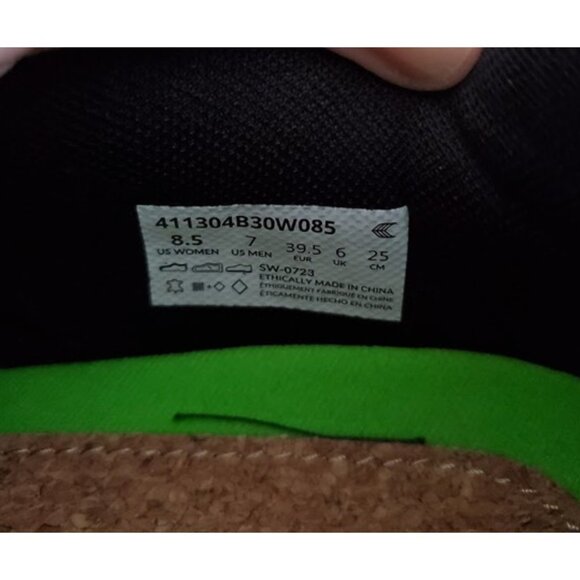 411304B30W085
8.5 7 39.5 6 25
US WOMEN US MEN EUR UK CM
SW-0723
ETHICALLY MADE IN CHINA
ÉTHIQUEMENT FABRIQUÉ EN CHINE
ÉTICAMENTE HECHO EN CHINA